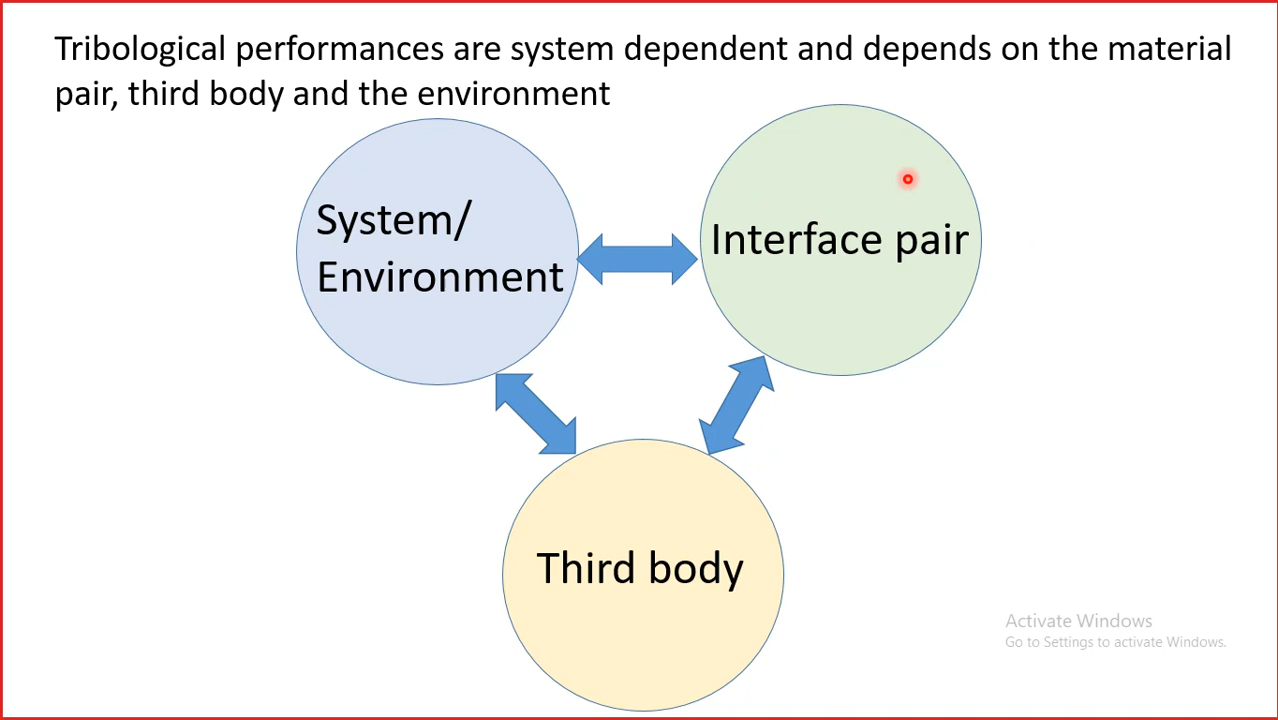 Tribological performances are system dependent and depends on the material
pair, third body and the environment
System/
Environment
Interface pair
Third body
Activate Windows
Go to Settings to activate Windows.